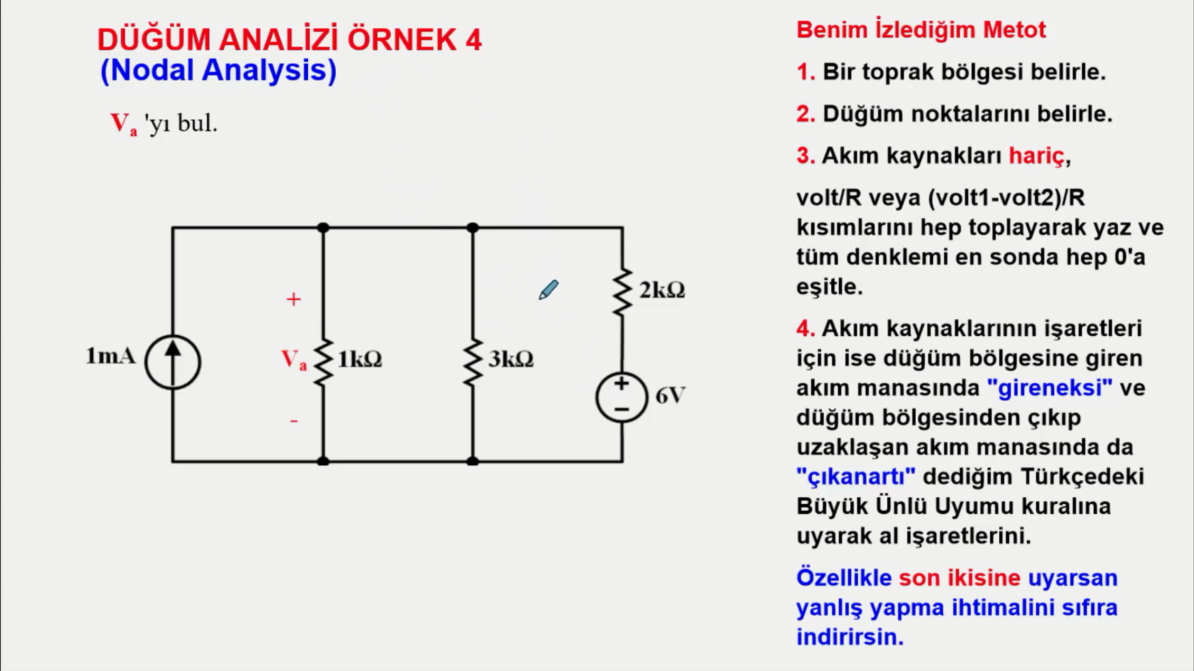 DÜĞÜM ANALİZİ ÖRNEK 4
(Nodal Analysis)
Va 'yı bul.
1mA
+
Va
-
1kΩ
3kΩ
2kΩ
+
−
6V
Benim İzlediğim Metot
1. Bir toprak bölgesi belirle.
2. Düğüm noktalarını belirle.
3. Akım kaynakları hariç,
volt/R veya (volt1-volt2)/R
kısımlarını hep toplayarak yaz ve
tüm denklemi en sonda hep 0'a
eşitle.
4. Akım kaynaklarının işaretleri
için ise düğüm bölgesine giren
akım manasında "gireneksi" ve
düğüm bölgesinden çıkıp
uzaklaşan akım manasında da
"çıkanartı" dediğim Türkçedeki
Büyük Ünlü Uyumu kuralına
uyarak al işaretlerini.
Özellikle son ikisine uyarsan
yanlış yapma ihtimalini sıfıra
indirirsin.